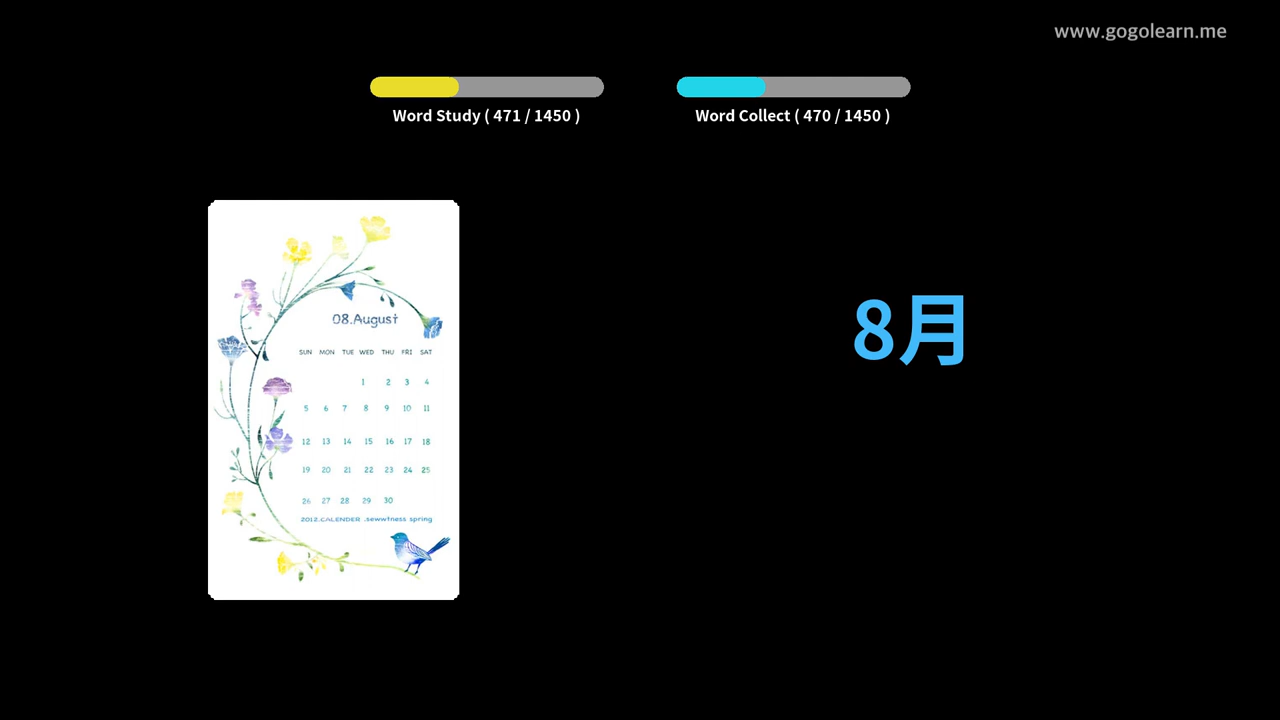 www.gogolearn.me
Word Study ( 471 / 1450 )
Word Collect ( 470 / 1450 )
08.August
SUN MON TUE WED THU FRI SAT
1 2 3 4
5 6 7 8 9 10 11
12 13 14 15 16 17 18
19 20 21 22 23 24 25
26 27 28 29 30
2012.CALENDER .sewwtness spring
8月